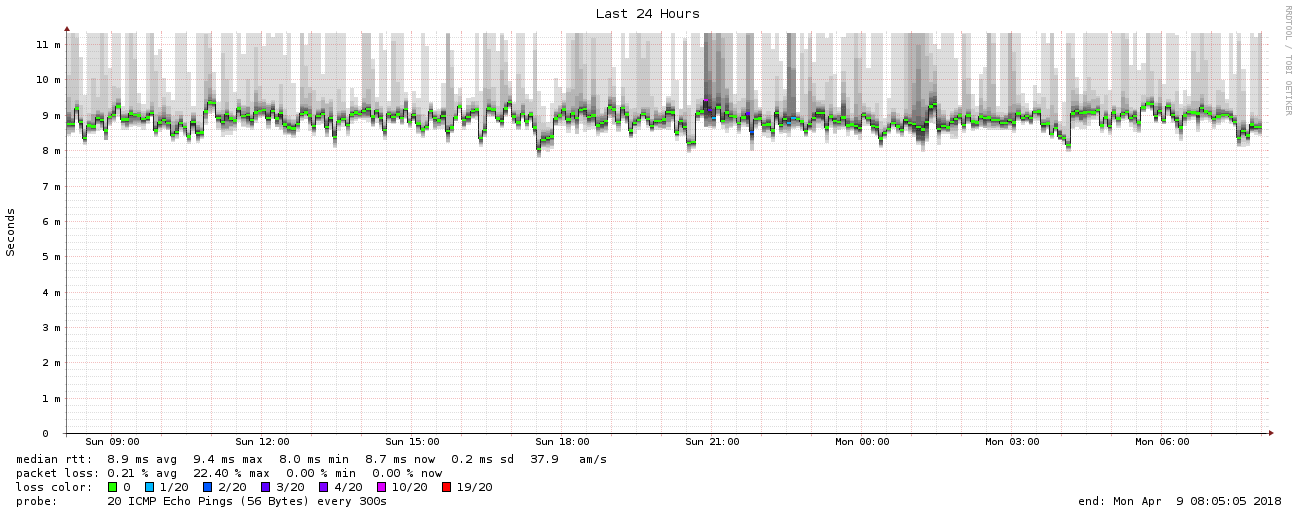 Last 24 Hours
RRDTOOL / TOBI OETIKER
Seconds
11 m
10 m
9 m
8 m
7 m
6 m
5 m
4 m
3 m
2 m
1 m
0
Sun 09:00 Sun 12:00 Sun 15:00 Sun 18:00 Sun 21:00 Mon 00:00 Mon 03:00 Mon 06:00
median rtt: 8.9 ms avg 9.4 ms max 8.0 ms min 8.7 ms now 0.2 ms sd 37.9 am/s
packet loss: 0.21 % avg 22.40 % max 0.00 % min 0.00 % now
loss color: 0 1/20 2/20 3/20 4/20 10/20 19/20
probe: 20 ICMP Echo Pings (56 Bytes) every 300s end: Mon Apr 9 08:05:05 2018